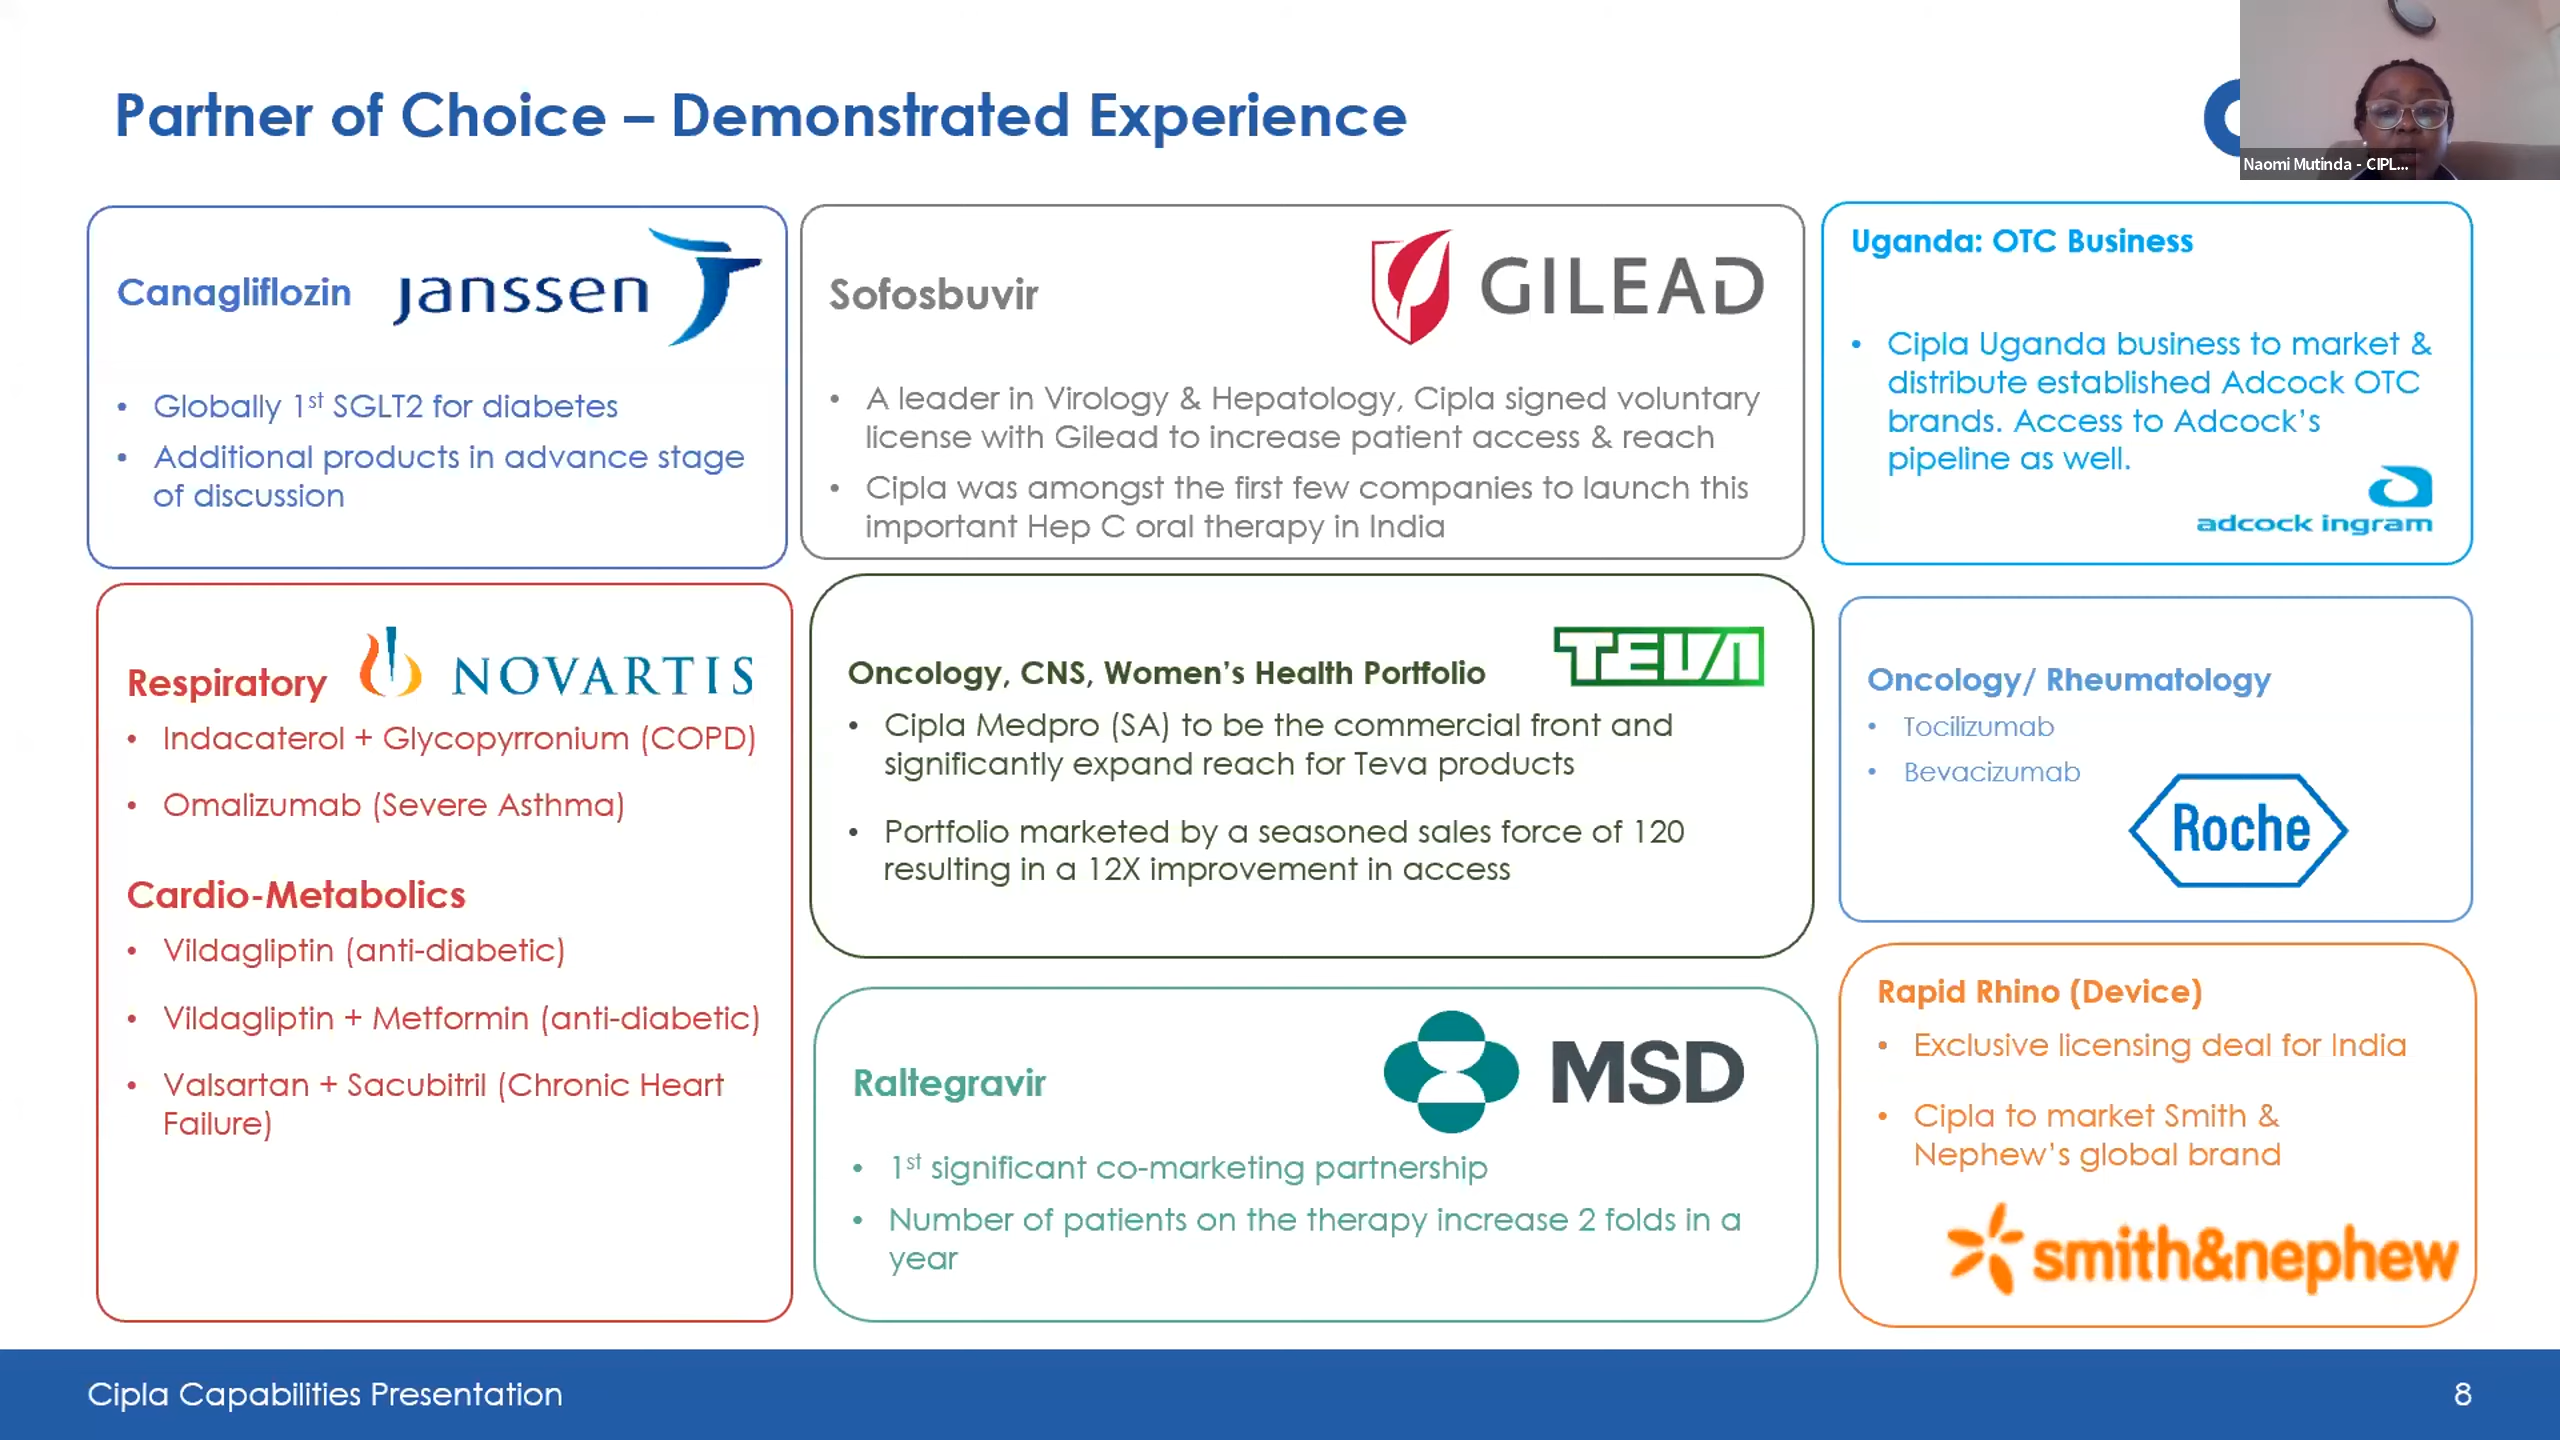 Partner of Choice – Demonstrated Experience
Naomi Mutinda - CIPL...
Canagliflozin
janssen
• Globally 1st SGLT2 for diabetes
• Additional products in advance stage
of discussion
Sofosbuvir
GILEAD
• A leader in Virology & Hepatology, Cipla signed voluntary
license with Gilead to increase patient access & reach
• Cipla was amongst the first few companies to launch this
important Hep C oral therapy in India
Uganda: OTC Business
• Cipla Uganda business to market &
distribute established Adcock OTC
brands. Access to Adcock's
pipeline as well.
adcock ingram
Respiratory
NOVARTIS
• Indacaterol + Glycopyrronium (COPD)
• Omalizumab (Severe Asthma)
Cardio-Metabolics
• Vildagliptin (anti-diabetic)
• Vildagliptin + Metformin (anti-diabetic)
• Valsartan + Sacubitril (Chronic Heart
Failure)
Oncology, CNS, Women's Health Portfolio
TEVA
• Cipla Medpro (SA) to be the commercial front and
significantly expand reach for Teva products
• Portfolio marketed by a seasoned sales force of 120
resulting in a 12X improvement in access
Raltegravir
MSD
• 1st significant co-marketing partnership
• Number of patients on the therapy increase 2 folds in a
year
Oncology/ Rheumatology
• Tocilizumab
• Bevacizumab
Roche
Rapid Rhino (Device)
• Exclusive licensing deal for India
• Cipla to market Smith &
Nephew's global brand
smith&nephew
Cipla Capabilities Presentation
8